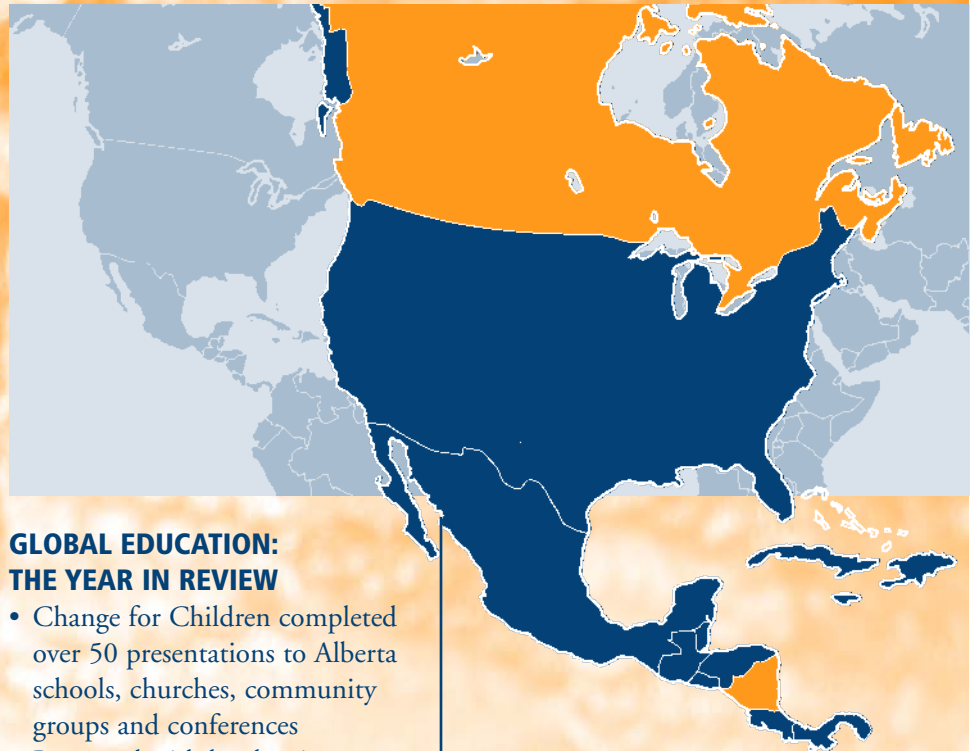 GLOBAL EDUCATION:
THE YEAR IN REVIEW
• Change for Children completed
over 50 presentations to Alberta
schools, churches, community
groups and conferences